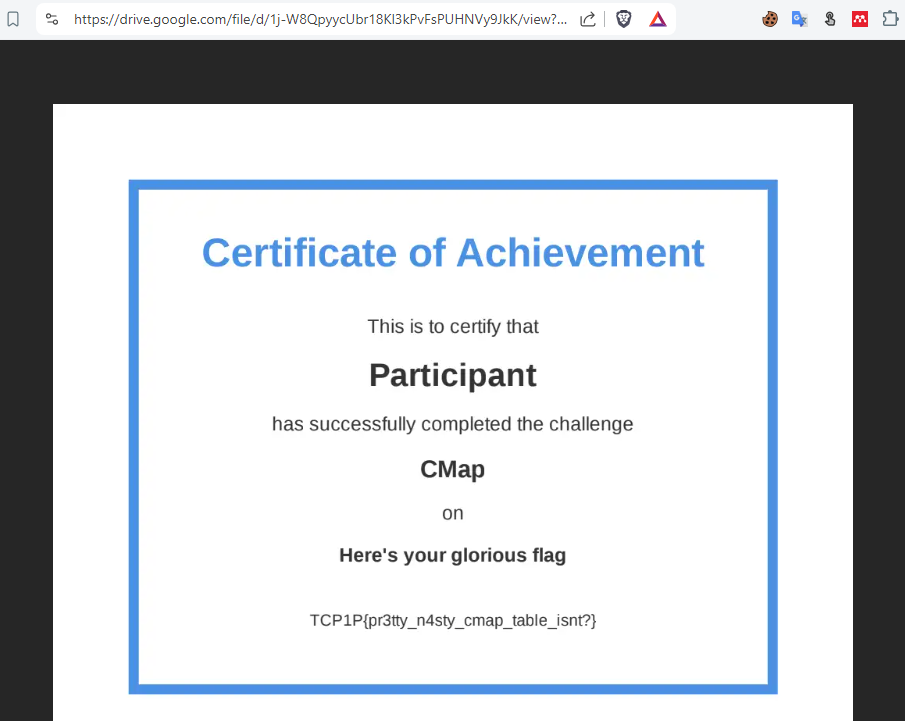 https://drive.google.com/file/d/1j-W8QpyycUbr18KI3kPvFsPUHNVy9JkK/view?...
Certificate of Achievement
This is to certify that
Participant
has successfully completed the challenge
CMap
on
Here's your glorious flag
TCP1P{pr3tty_n4sty_cmap_table_isnt?}